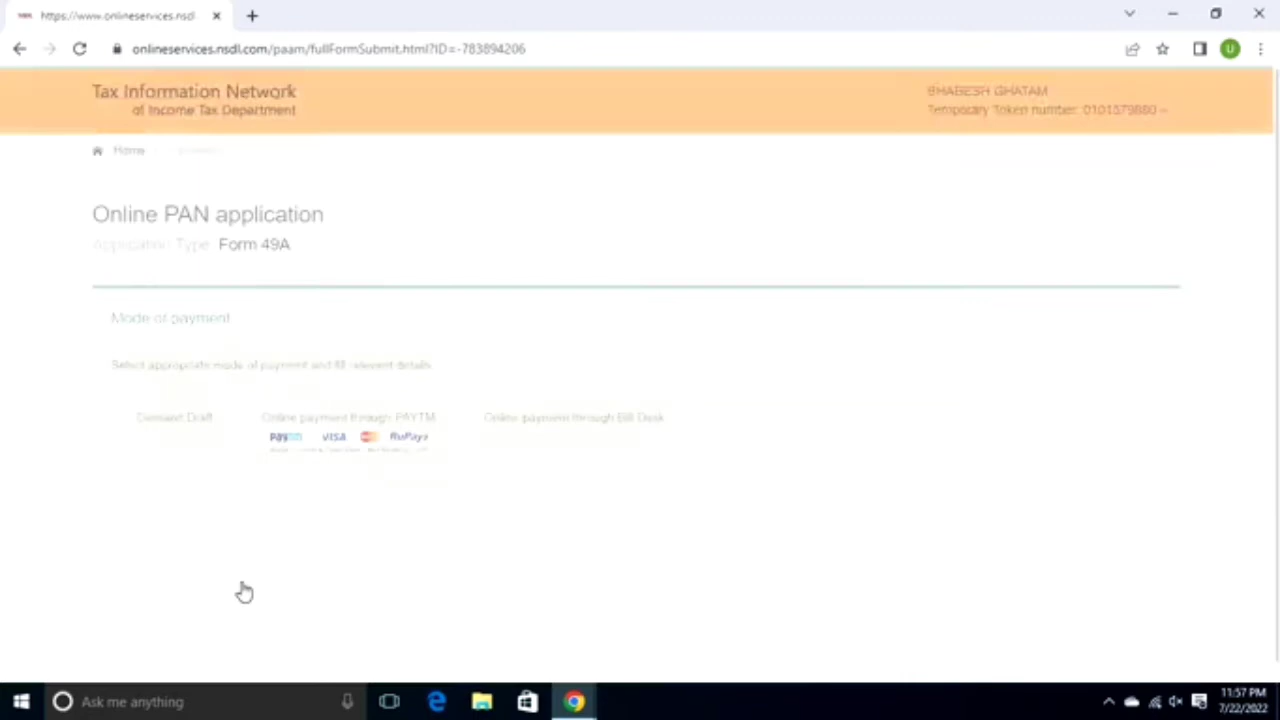 https://www.onlineservices.nsdl
onlineservices.nsdl.com/paam/fullFormSubmit.html?ID=-783894206
U
Tax Information Network
of Income Tax Department
BHABESH GHATAM
Temporary Token number: 0101579880
Home
Online PAN application
Application Type Form 49A
Mode of payment
Select appropriate mode of payment and fill relevant details
Demand Draft
Online payment through PAYTM
Online payment through Bill Desk
Paytm VISA RuPay
Ask me anything
11:57 PM
7/22/2022